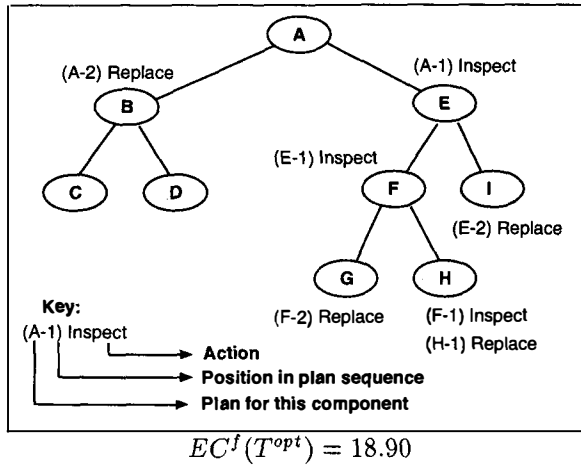 A
(A-2) Replace
(A-1) Inspect
B
E
(E-1) Inspect
C
D
F
I
(E-2) Replace
G
H
(F-2) Replace
(F-1) Inspect
(H-1) Replace
Key:
(A-1) Inspect
Action
Position in plan sequence
Plan for this component
EC^f(T^opt) = 18.90